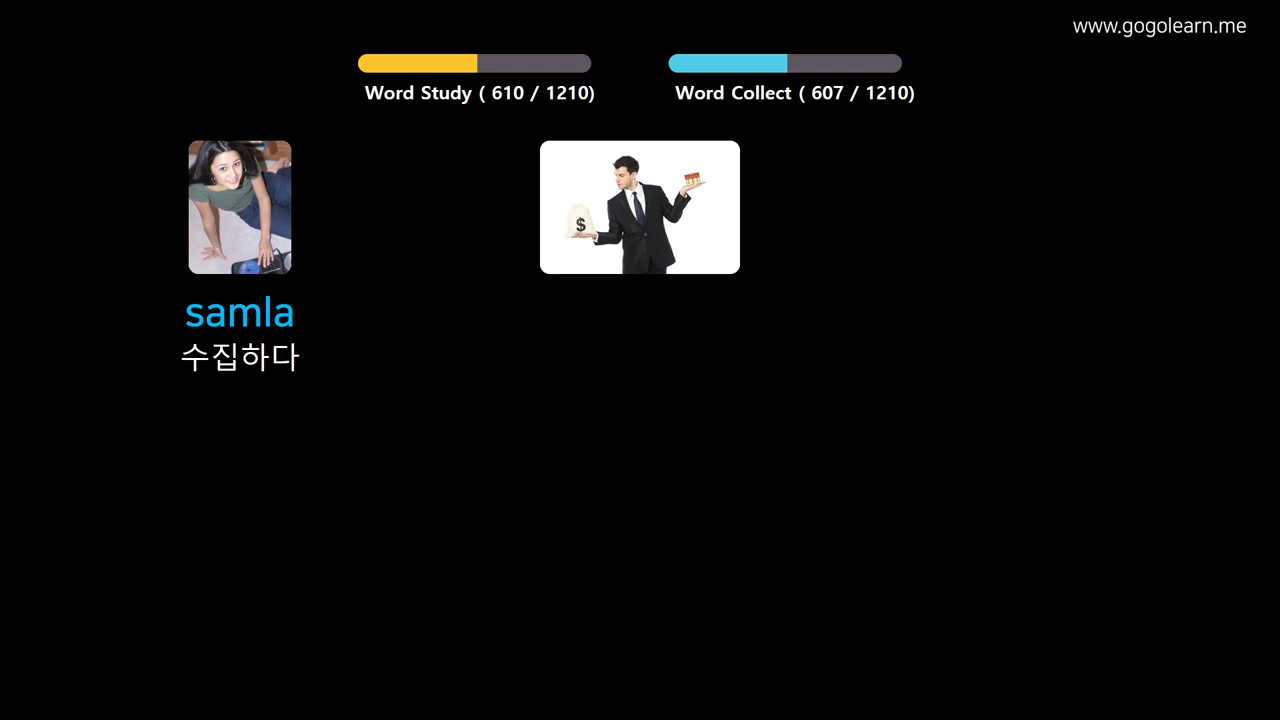 www.gogolearn.me
Word Study ( 610 / 1210)
Word Collect ( 607 / 1210)
$
samla
수집하다